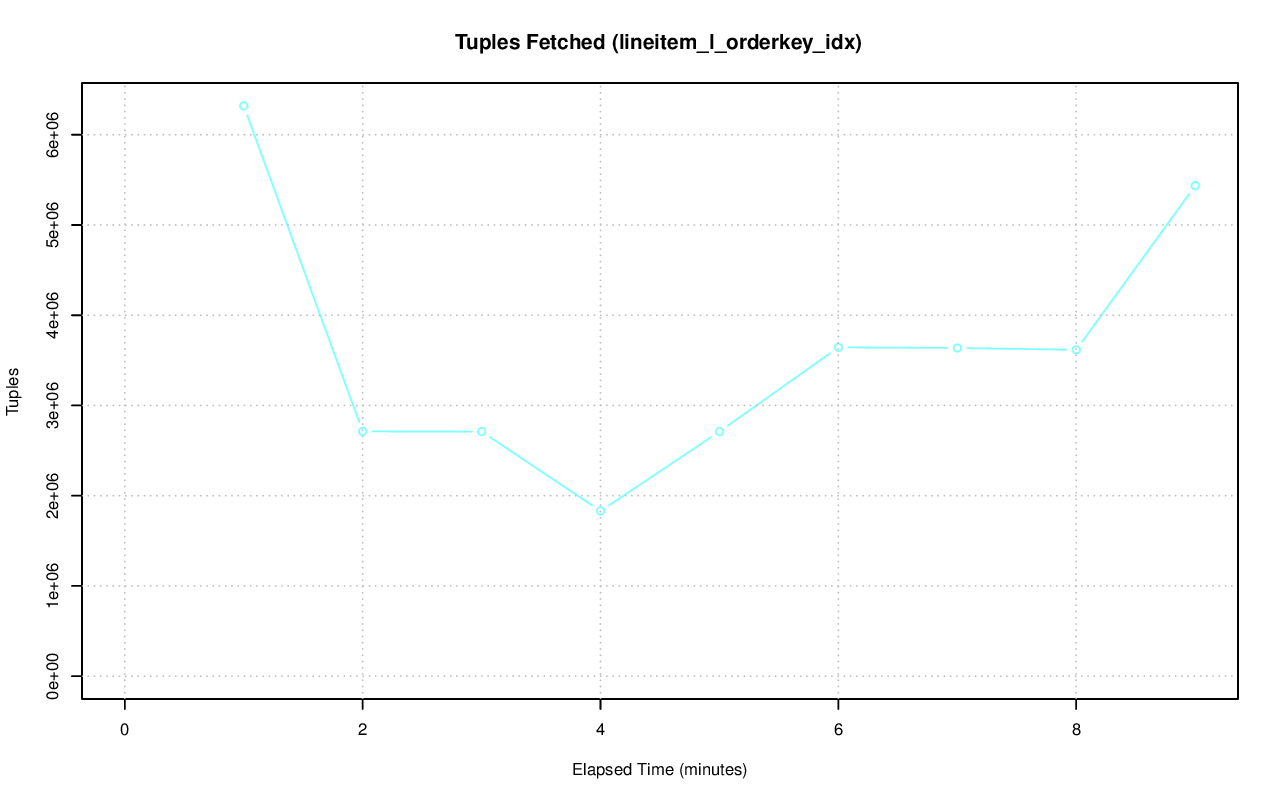 Tuples Fetched (lineitem_l_orderkey_idx)
6e+06
5e+06
4e+06
3e+06
2e+06
1e+06
0e+00
Tuples
0 2 4 6 8
Elapsed Time (minutes)